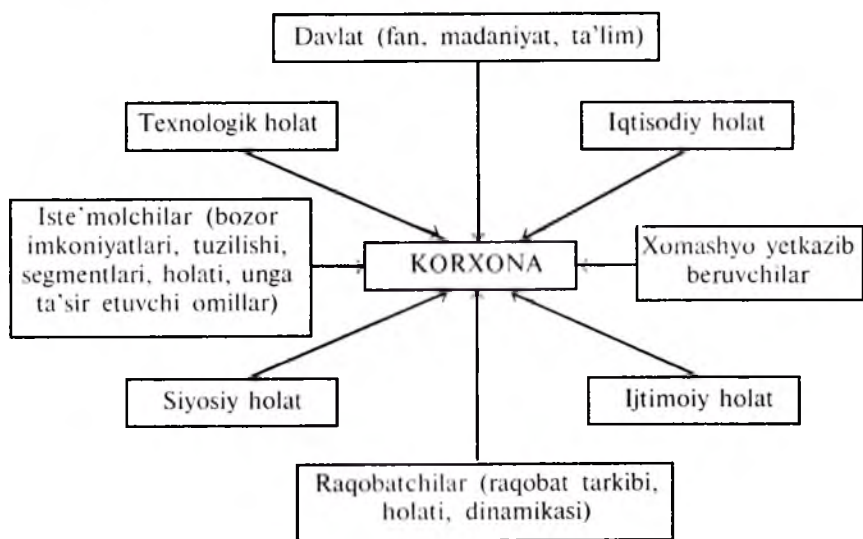 Davlat (fan, madaniyat, ta'lim)
Texnologik holat
Iqtisodiy holat
Iste'molchilar (bozor
imkoniyatlari, tuzilishi,
segmentlari, holati, unga
ta'sir etuvchi omillar)
KORXONA
Xomashyo yetkazib
beruvchilar
Siyosiy holat
Ijtimoiy holat
Raqobatchilar (raqobat tarkibi,
holati, dinamikasi)